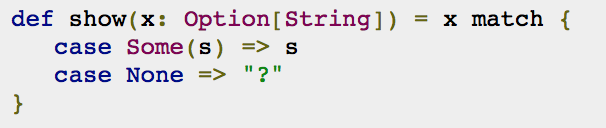 def show(x: Option[String]) = x match {
   case Some(s) => s
   case None => "?"
}